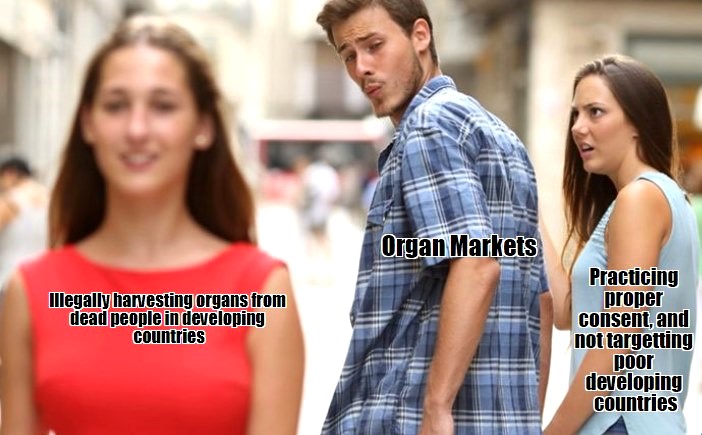 Illegally harvesting organs from
dead people in developing
countries
Organ Markets
Practicing
proper
consent, and
not targetting
poor
developing
countries